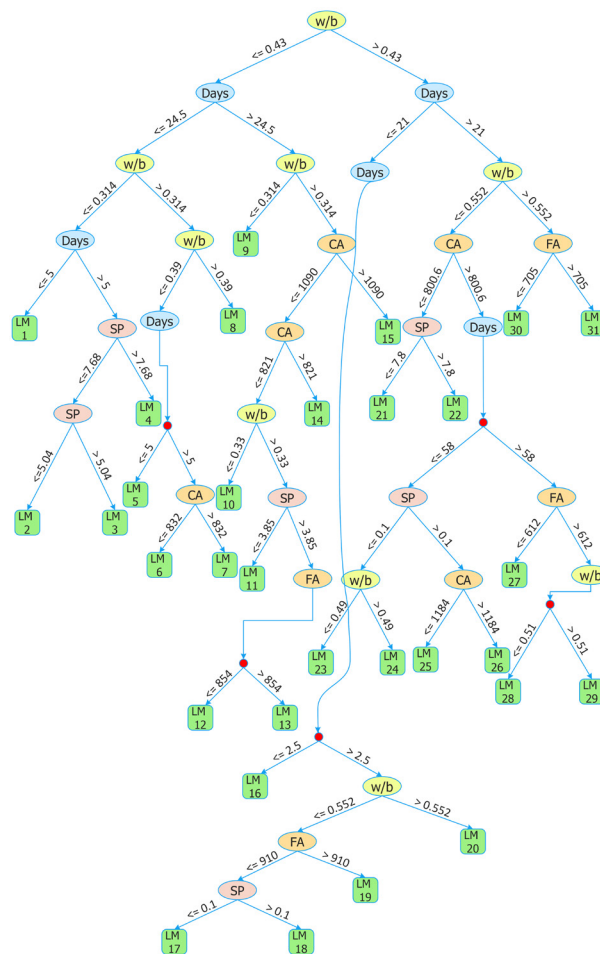 w/b
<= 0.43
> 0.43
Days
Days
<= 24.5
> 24.5
<= 21
> 21
w/b
w/b
Days
w/b
<= 0.314
> 0.314
<= 0.314
> 0.314
<= 0.552
> 0.552
Days
w/b
LM
9
CA
CA
FA
<= 5
> 5
<= 0.39
> 0.39
<= 1090
> 1090
<= 800.6
> 800.6
<= 705
> 705
LM
1
SP
Days
LM
8
CA
LM
15
SP
Days
LM
30
LM
31
<=7.68
> 7.68
<= 821
> 821
<= 7.8
> 7.8
SP
LM
4
w/b
LM
14
LM
21
LM
22
<=5.04
> 5.04
<= 5
> 5
<= 0.33
> 0.33
<= 58
> 58
LM
2
LM
3
LM
5
CA
LM
10
SP
SP
FA
<=832
> 832
<= 3.85
> 3.85
<= 0.1
> 0.1
<= 612
> 612
LM
6
LM
7
LM
11
FA
w/b
CA
LM
27
w/b
<= 0.49
> 0.49
<= 1184
> 1184
<= 0.51
> 0.51
LM
23
LM
24
LM
25
LM
26
LM
28
LM
29
<= 854
> 854
LM
12
LM
13
<= 2.5
> 2.5
LM
16
w/b
<= 0.552
> 0.552
FA
LM
20
<= 910
> 910
SP
LM
19
<= 0.1
> 0.1
LM
17
LM
18